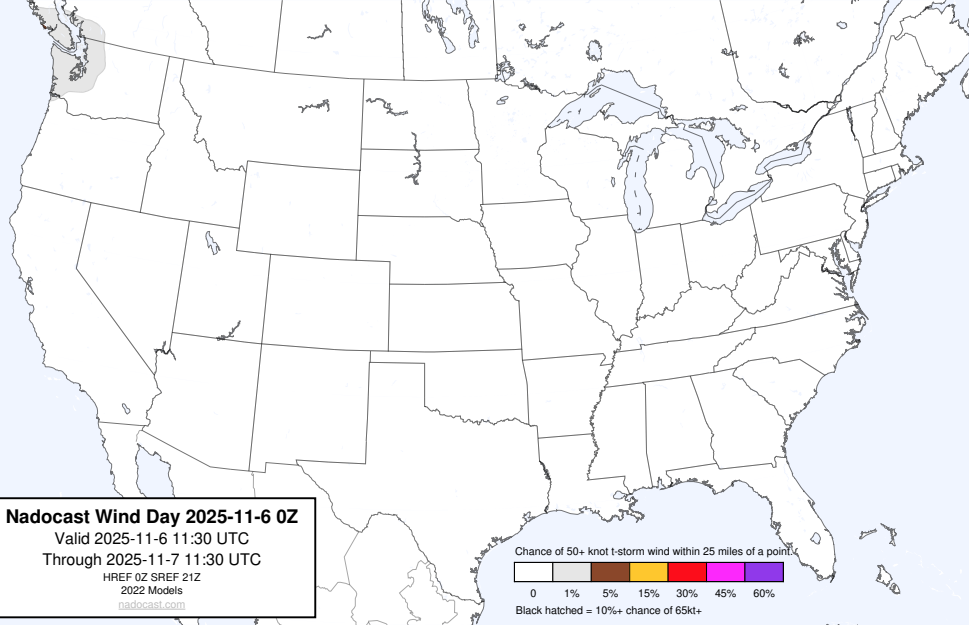 Nadocast Wind Day 2025-11-6 0Z
Valid 2025-11-6 11:30 UTC
Through 2025-11-7 11:30 UTC
HREF 0Z SREF 21Z
2022 Models
nadocast.com
Chance of 50+ knot t-storm wind within 25 miles of a point.
0 1% 5% 15% 30% 45% 60%
Black hatched = 10%+ chance of 65kt+